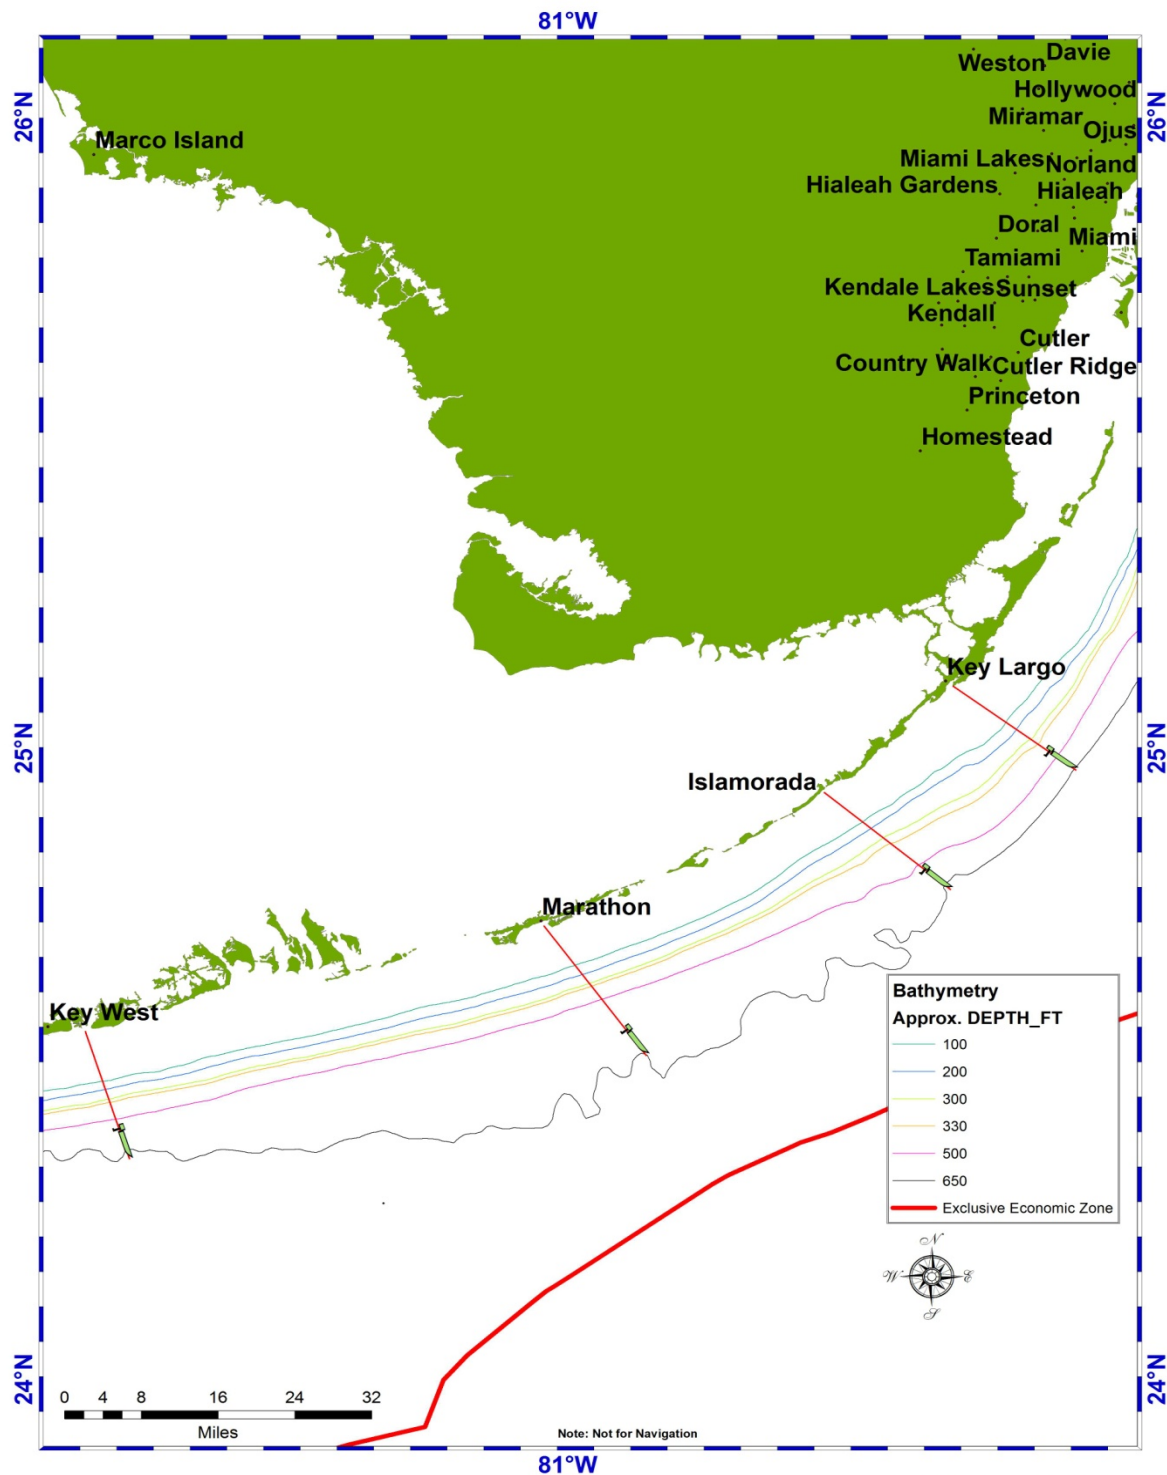 81°W
Davie
Weston
Hollywood
26°N
26°N
Miramar
Ojus
Marco Island
Miami Lakes
Norland
Hialeah Gardens
Hialeah
Doral
Miami
Tamiami
Kendale Lakes
Sunset
Kendall
Cutler
Country Walk
Cutler Ridge
Princeton
Homestead
Key Largo
25°N
25°N
Islamorada
Marathon
Key West
Bathymetry
Approx. DEPTH_FT
100
200
300
330
500
650
Exclusive Economic Zone
N
W
E
S
24°N
24°N
0 4 8 16 24 32
Miles
Note: Not for Navigation
81°W